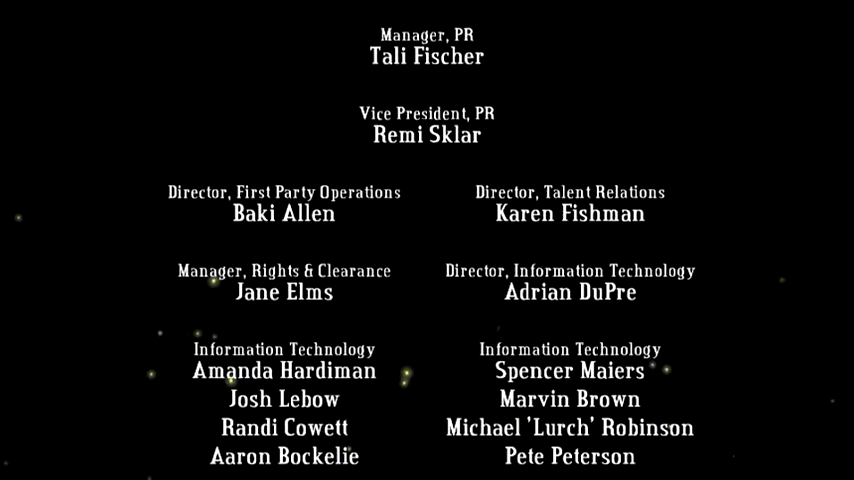 Manager, PR
Tali Fischer
Vice President, PR
Remi Sklar
Director, First Party Operations
Baki Allen
Director, Talent Relations
Karen Fishman
Manager, Rights & Clearance
Jane Elms
Director, Information Technology
Adrian DuPre
Information Technology
Amanda Hardiman
Josh Lebow
Randi Cowett
Aaron Bockelie
Information Technology
Spencer Maiers
Marvin Brown
Michael 'Lurch' Robinson
Pete Peterson